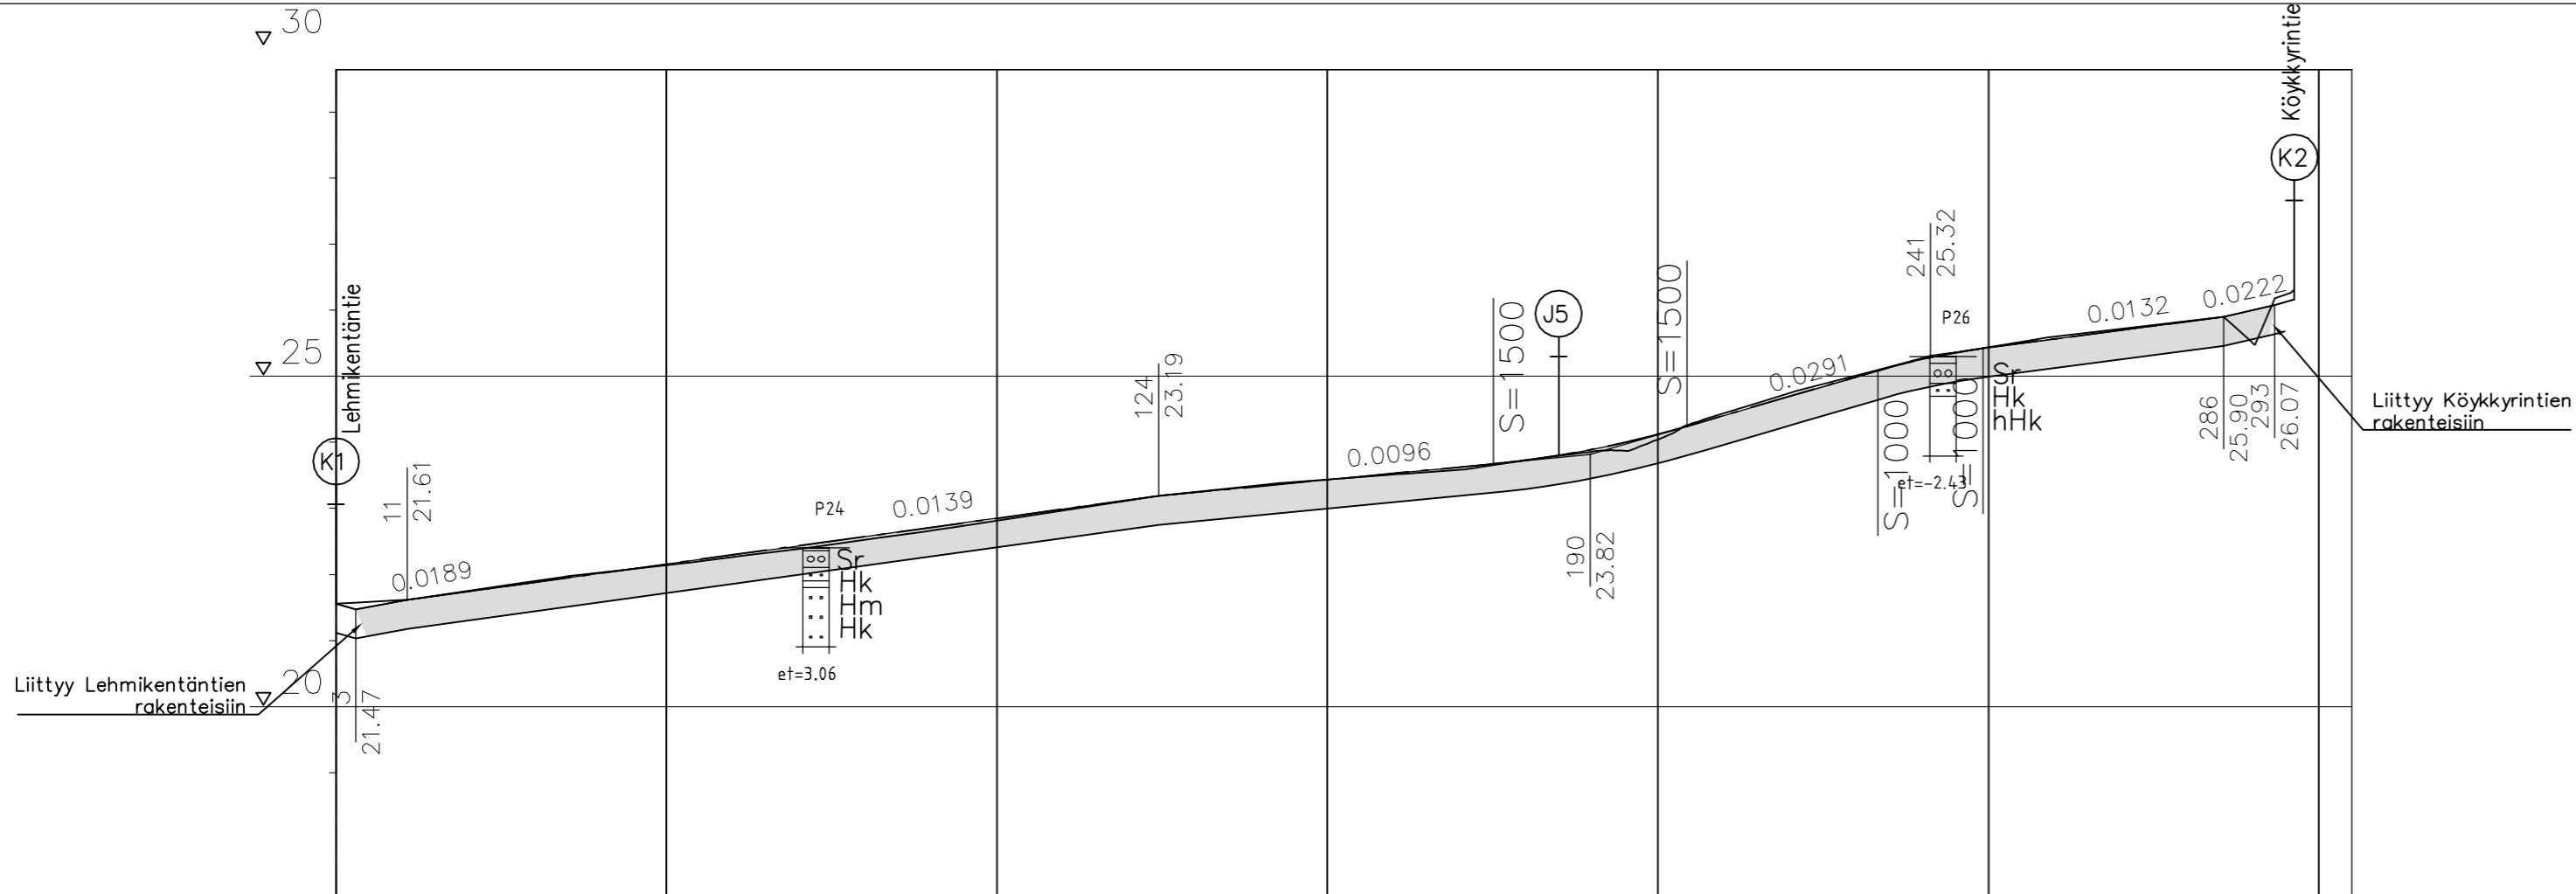 30
25
20
Lehmikentäntie
K1
11
21.61
0.0189
3
21.47
Liittyy Lehmikentäntien
rakenteisiin
P24
Sr
Hk
Hm
Hk
et=3.06
0.0139
124
23.19
0.0096
S=1500
J5
190
23.82
S=1500
0.0291
241
25.32
P26
Sr
Hk
hHk
et=-2.43
S=1000
S=1000
0.0132
0.0222
286
25.90
293
26.07
Köykkyrintie
K2
Liittyy Köykkyrintien
rakenteisiin